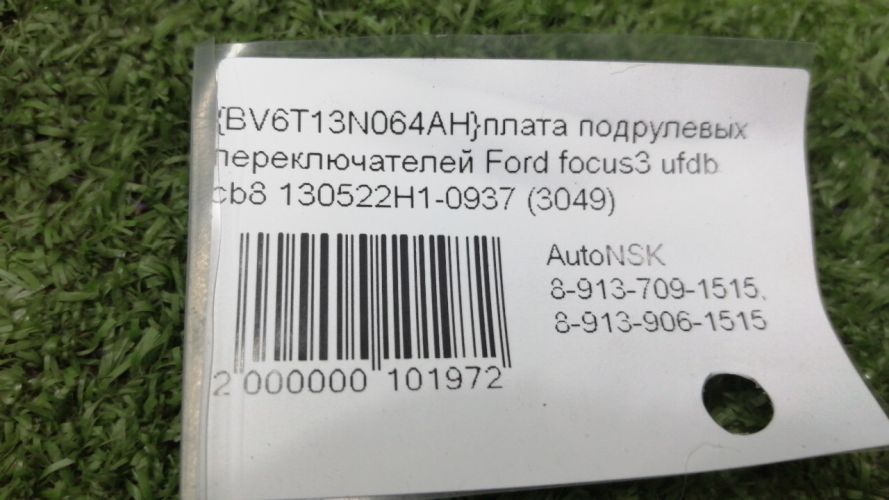 {BV6T13N064AH}плата подрулевых
переключателей Ford focus3 ufdb
cb8 130522H1-0937 (3049)
AutoNSK
8-913-709-1515,
8-913-906-1515
2 000000 101972